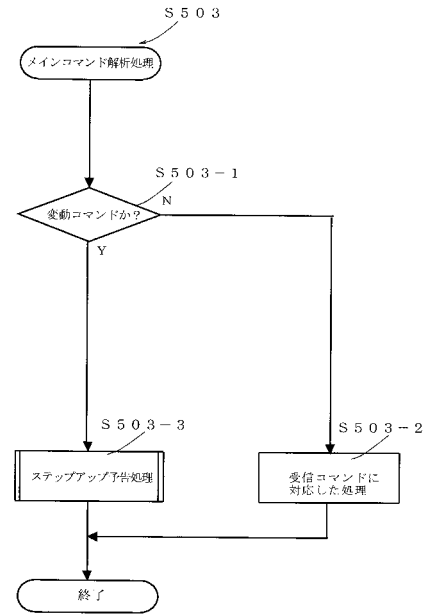 S503
メインコマンド解析処理
S503-1
変動コマンドか?
N
Y
S503-3
S503-2
ステップアップ予告処理
受信コマンドに
対応した処理
終了